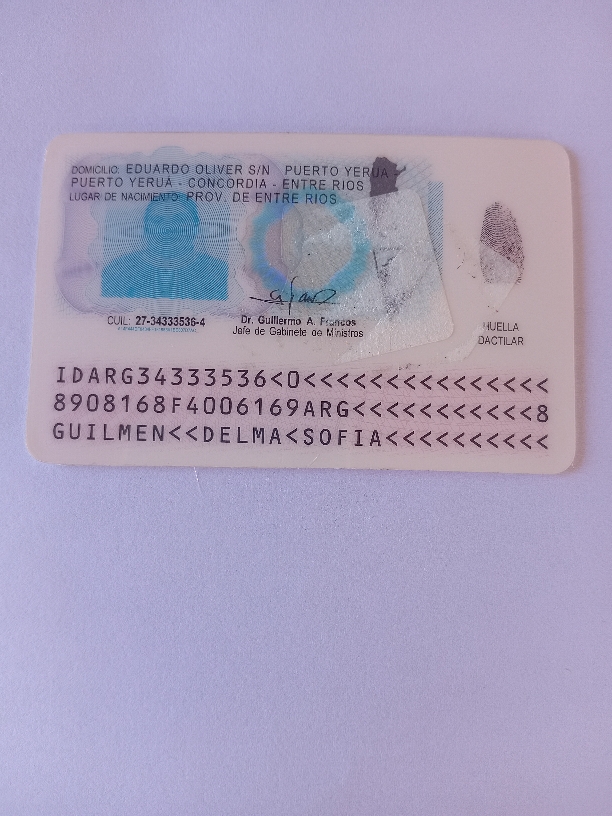 DOMICILIO: EDUARDO OLIVER S/N PUERTO YERUA
PUERTO YERUÁ - CONCORDIA - ENTRE RIOS
LUGAR DE NACIMIENTO: PROV. DE ENTRE RIOS
CUIL: 27-34333536-4
Dr. Guillermo A. Francos
Jefe de Gabinete de Ministros
HUELLA
DACTILAR
IDARG34333536<0<<<<<<<<<<<<<<<
8908168F4006169ARG<<<<<<<<<<<8
GUILMEN<<DELMA<SOFIA<<<<<<<<<<